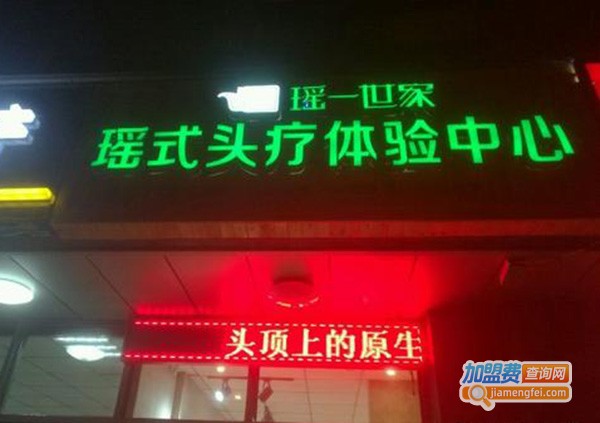 瑶一世家
瑶式头疗体验中心
头顶上的原生
加盟费查询网
jiamengfei.com